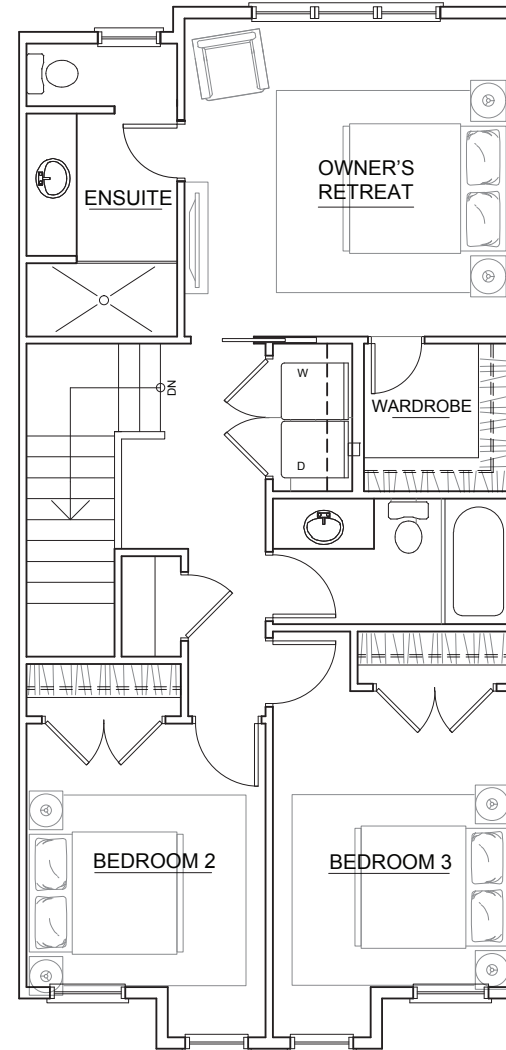 OWNER'S
RETREAT
ENSUITE
W
DN
WARDROBE
D
BEDROOM 2
BEDROOM 3